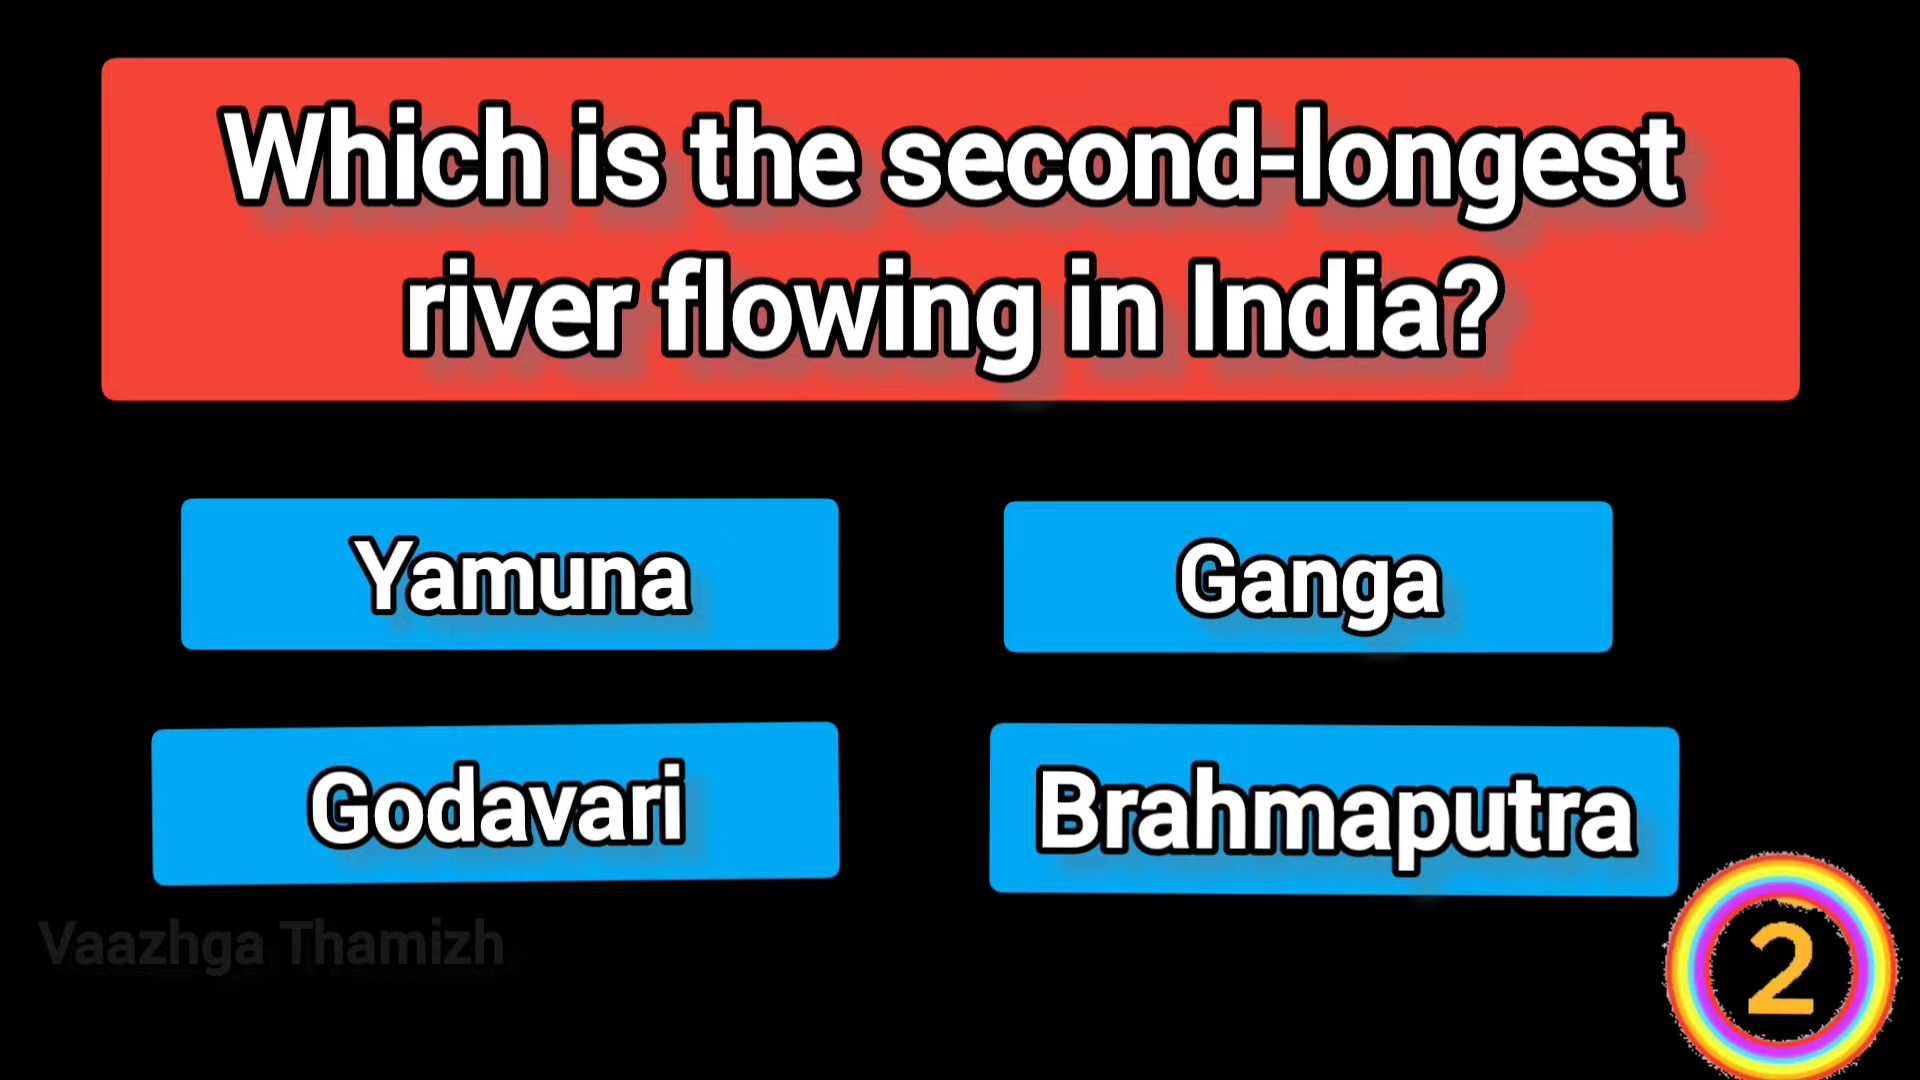 Which is the second-longest
river flowing in India?
Yamuna
Ganga
Godavari
Brahmaputra
Vaazhga Thamizh
2